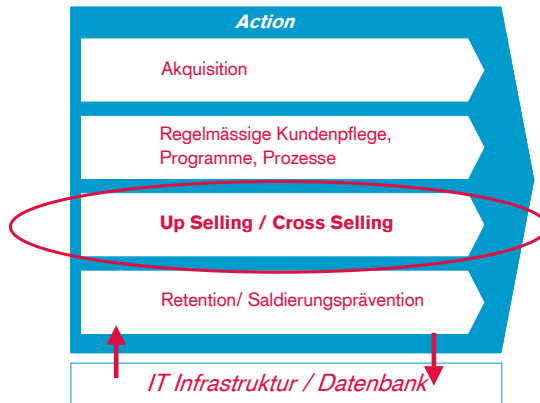 Action
Akquisition
Regelmässige Kundenpflege,
Programme, Prozesse
Up Selling / Cross Selling
Retention/ Saldierungsprävention
IT Infrastruktur / Datenbank